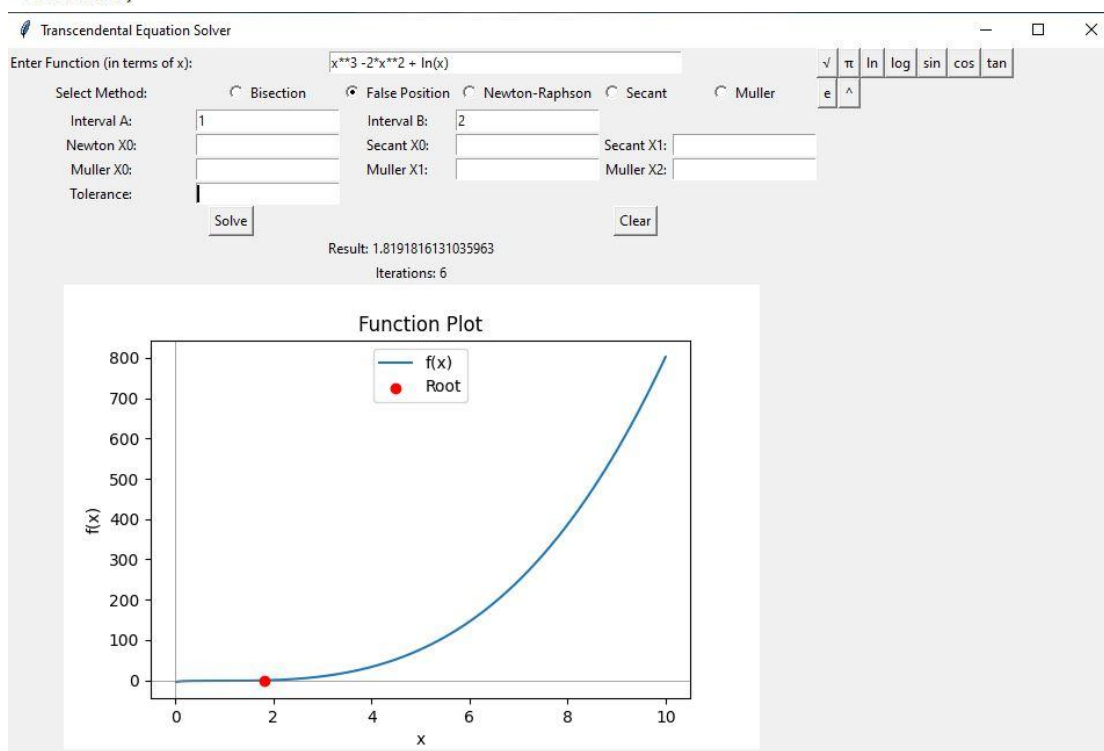 Transcendental Equation Solver
Enter Function (in terms of x): x**3 -2*x**2 + ln(x) √ π ln log sin cos tan
Select Method: Bisection False Position Newton-Raphson Secant Muller e ^
Interval A: 1 Interval B: 2
Newton X0: Secant X0: Secant X1:
Muller X0: Muller X1: Muller X2:
Tolerance:
Solve Clear
Result: 1.8191816131035963
Iterations: 6
Function Plot
f(x)
Root
800
700
600
500
400
300
200
100
0
f(x)
0 2 4 6 8 10
x